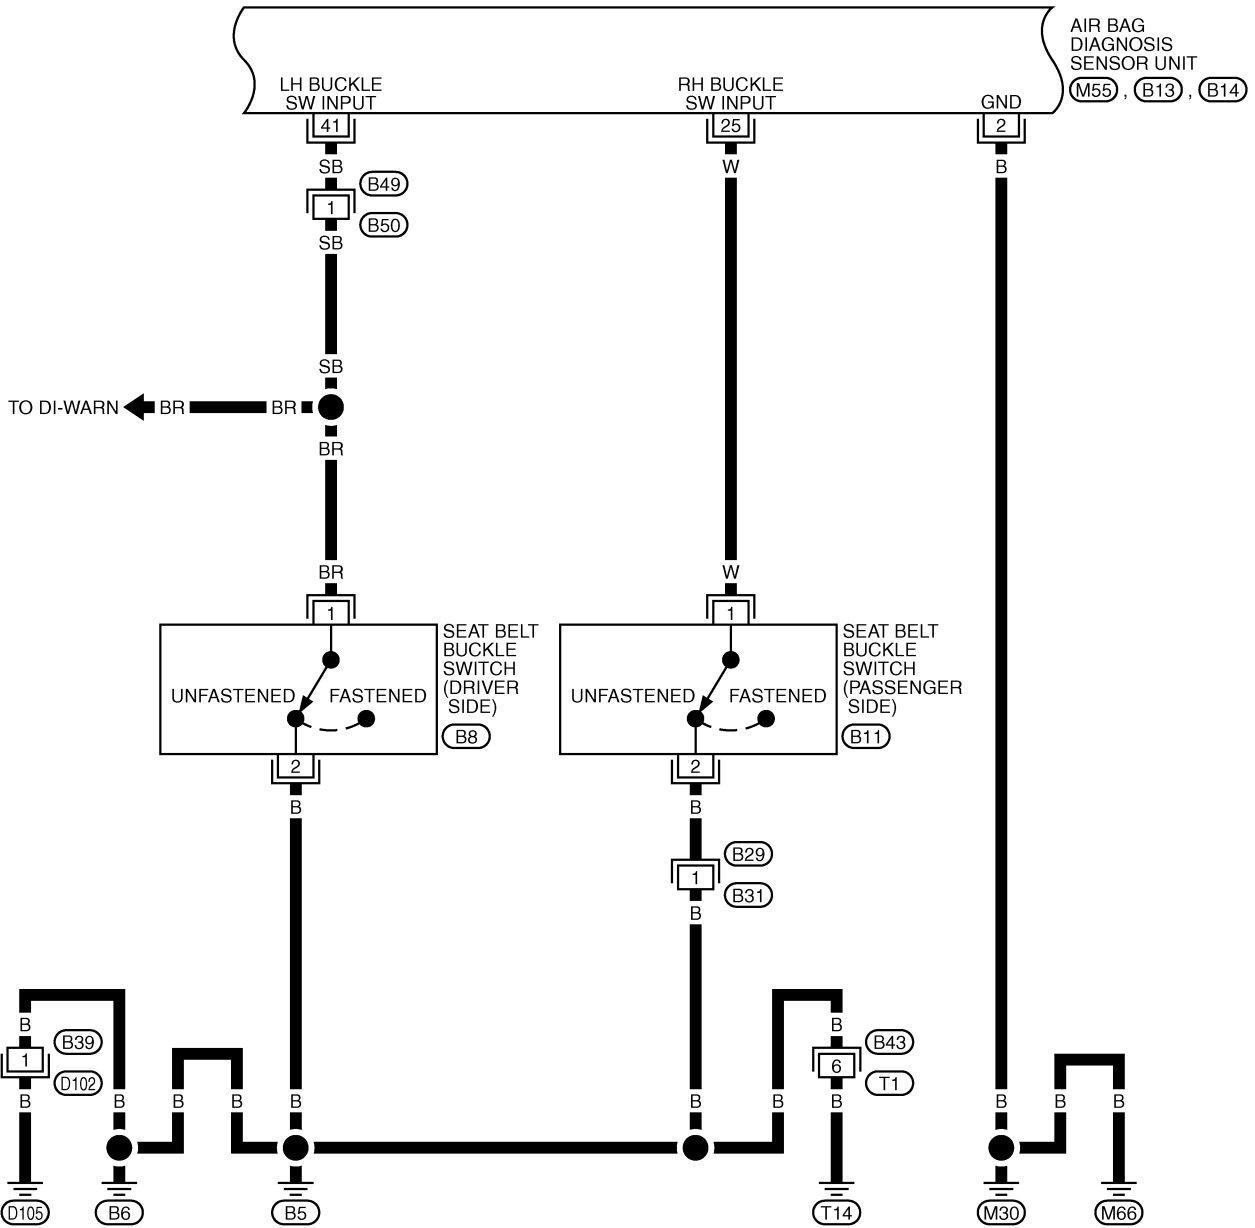 AIR BAG
DIAGNOSIS
SENSOR UNIT
M55 , B13 , B14
LH BUCKLE
SW INPUT
RH BUCKLE
SW INPUT
GND
41
25
2
SB
W
B
B49
1
B50
SB
SB
TO DI-WARN
BR
BR
BR
BR
W
1
1
SEAT BELT
BUCKLE
SWITCH
(DRIVER
SIDE)
B8
UNFASTENED
FASTENED
SEAT BELT
BUCKLE
SWITCH
(PASSENGER
SIDE)
B11
UNFASTENED
FASTENED
2
2
B
B
B29
1
B31
B
B
B
B39
1
D102
B43
6
T1
B
B
B
B
B
B
B
B
B
B
B
D105
B6
B5
T14
M30
M66